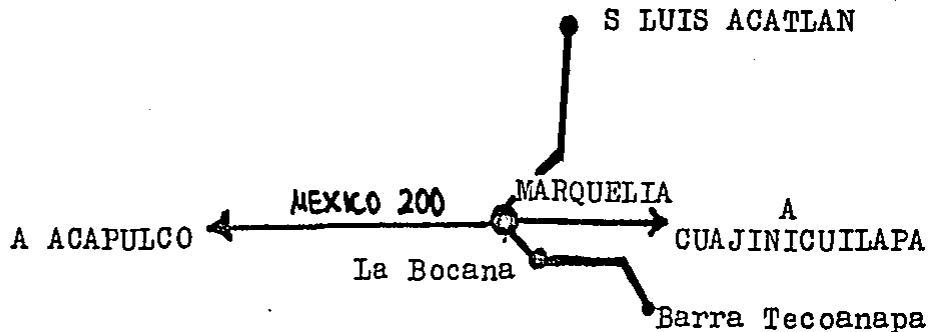 S LUIS ACATLAN
MEXICO 200
MARQUELIA
A ACAPULCO
A
CUAJINICUILAPA
La Bocana
Barra Tecoanapa